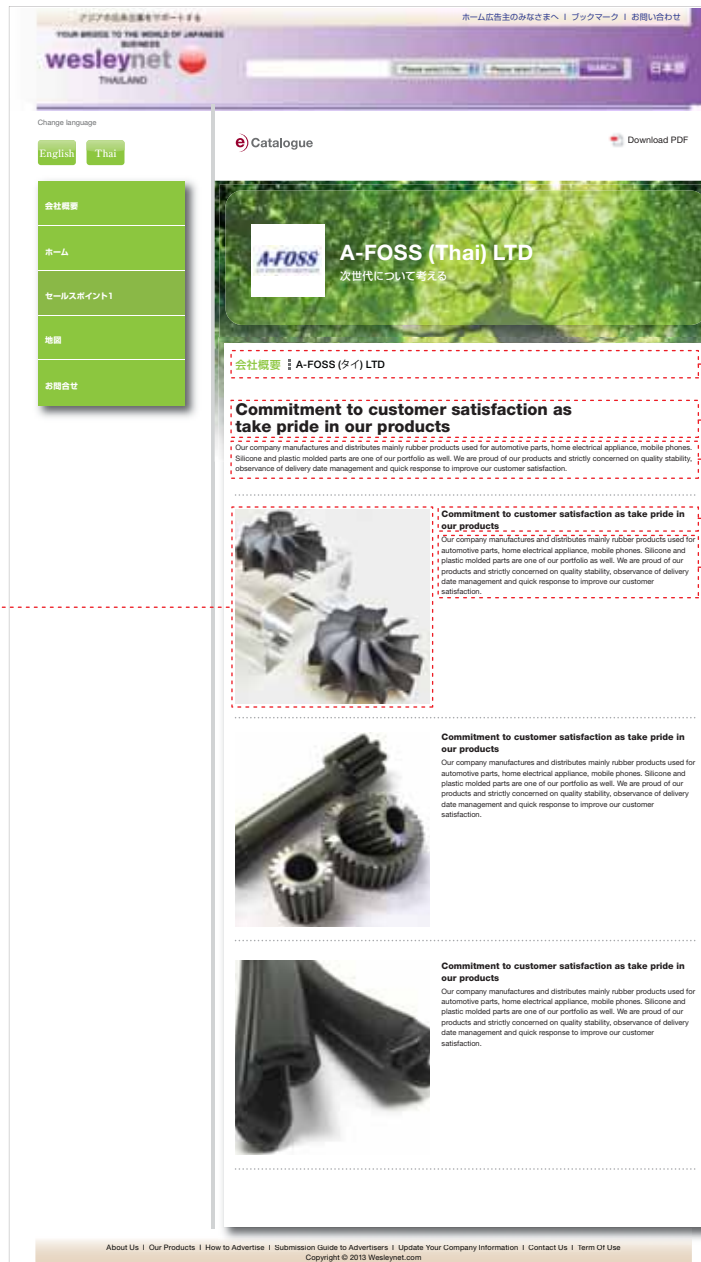 アジアの広告企業をサポートする
ホーム広告主のみなさまへ | ブックマーク | お問い合わせ
YOUR BRIDGE TO THE WORLD OF JAPANESE
BUSINESS
wesleynet
THAILAND
Please select Filter
Please select Country
SEARCH
日本語
Change language
English
Thai
e) Catalogue
Download PDF
会社概要
ホーム
セールスポイント1
地図
お問合せ
A-FOSS
A-FOSS (Thai) LTD
次世代について考える
会社概要 A-FOSS (タイ) LTD
Commitment to customer satisfaction as
take pride in our products
Our company manufactures and distributes mainly rubber products used for automotive parts, home electrical appliance, mobile phones.
Silicone and plastic molded parts are one of our portfolio as well. We are proud of our products and strictly concerned on quality stability,
observance of delivery date management and quick response to improve our customer satisfaction.
Commitment to customer satisfaction as take pride in
our products
Our company manufactures and distributes mainly rubber products used for
automotive parts, home electrical appliance, mobile phones. Silicone and
plastic molded parts are one of our portfolio as well. We are proud of our
products and strictly concerned on quality stability, observance of delivery
date management and quick response to improve our customer
satisfaction.
Commitment to customer satisfaction as take pride in
our products
Our company manufactures and distributes mainly rubber products used for
automotive parts, home electrical appliance, mobile phones. Silicone and
plastic molded parts are one of our portfolio as well. We are proud of our
products and strictly concerned on quality stability, observance of delivery
date management and quick response to improve our customer
satisfaction.
Commitment to customer satisfaction as take pride in
our products
Our company manufactures and distributes mainly rubber products used for
automotive parts, home electrical appliance, mobile phones. Silicone and
plastic molded parts are one of our portfolio as well. We are proud of our
products and strictly concerned on quality stability, observance of delivery
date management and quick response to improve our customer
satisfaction.
About Us | Our Products | How to Advertise | Submission Guide to Advertisers | Update Your Company Information | Contact Us | Term Of Use
Copyright © 2013 Wesleynet.com